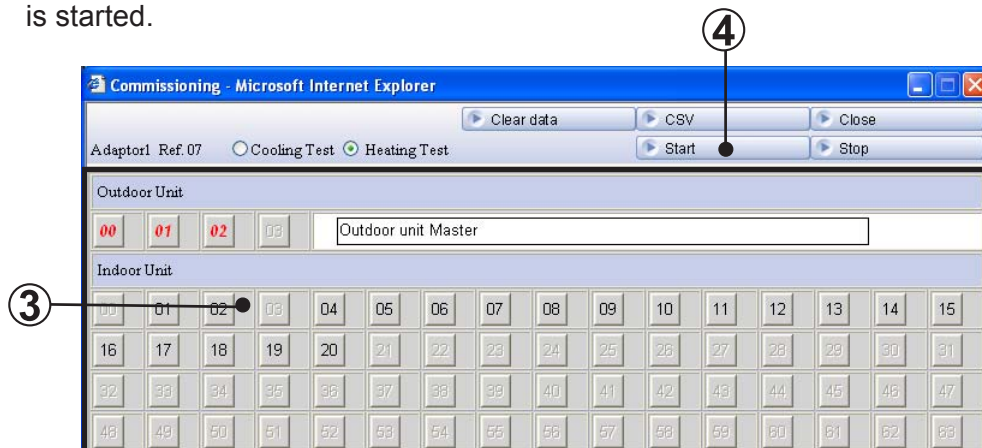 is started.
④
Commissioning - Microsoft Internet Explorer
Clear data CSV Close
Adaptor1 Ref.07 Cooling Test Heating Test Start Stop
Outdoor Unit
00 01 02 03 Outdoor unit Master
Indoor Unit
③
00 01 02 03 04 05 06 07 08 09 10 11 12 13 14 15
16 17 18 19 20 21 22 23 24 25 26 27 28 29 30 31
32 33 34 35 36 37 38 39 40 41 42 43 44 45 46 47
48 49 50 51 52 53 54 55 56 57 58 59 60 61 62 63